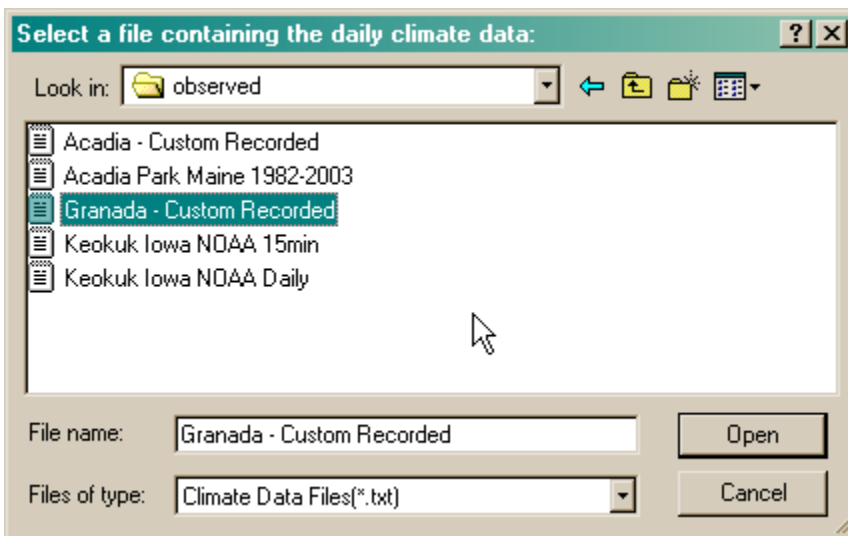 Select a file containing the daily climate data:
Look in: observed
Acadia - Custom Recorded
Acadia Park Maine 1982-2003
Granada - Custom Recorded
Keokuk Iowa NOAA 15min
Keokuk Iowa NOAA Daily
File name: Granada - Custom Recorded Open
Files of type: Climate Data Files(*.txt) Cancel